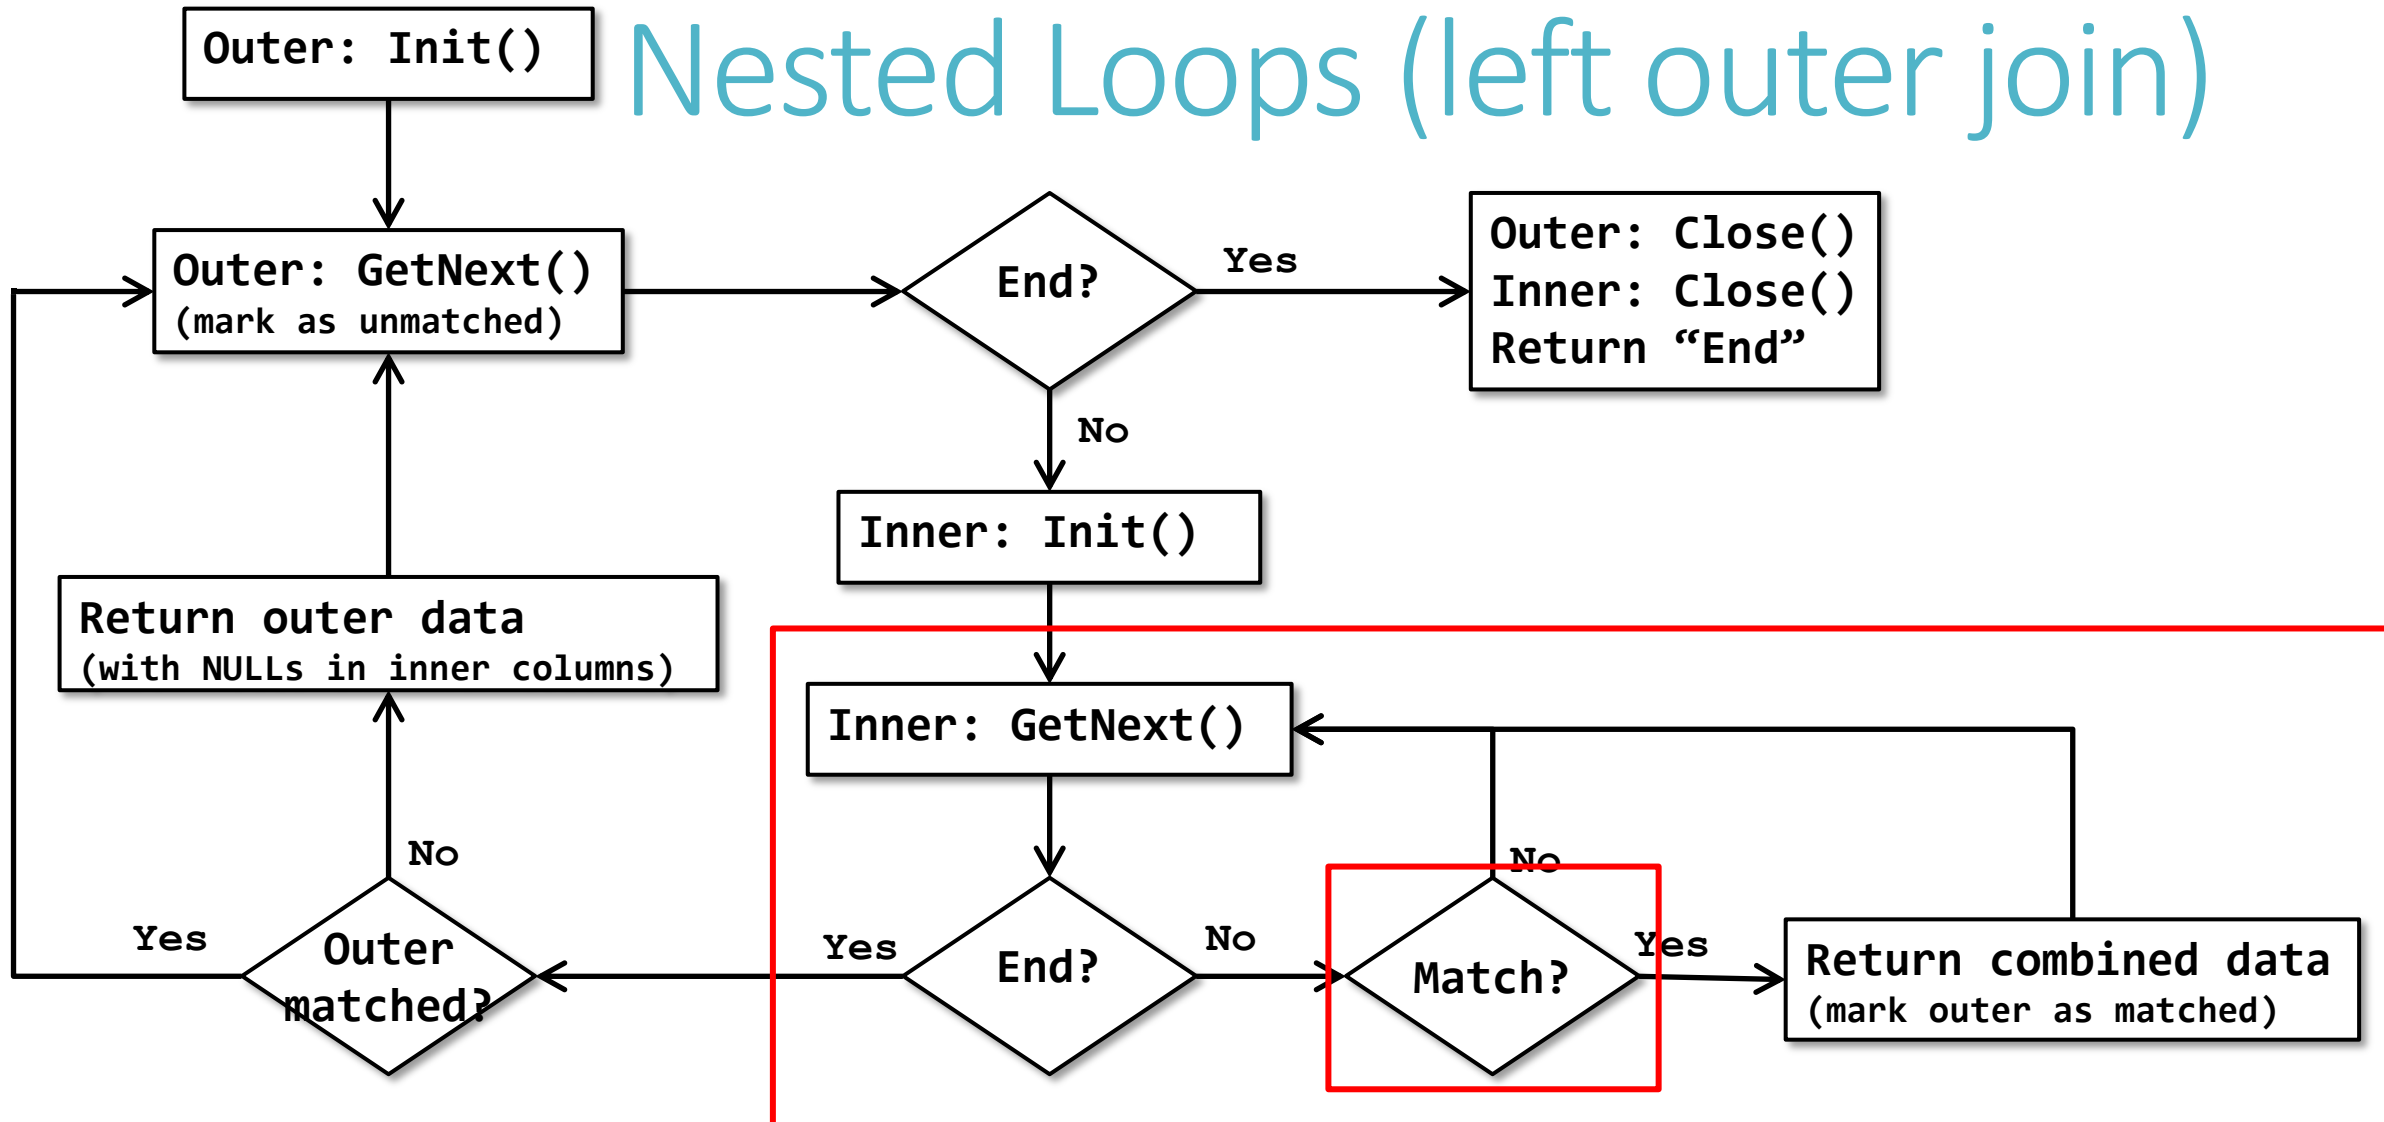 Outer: Init()
Nested Loops (left outer join)
Outer: GetNext()
(mark as unmatched)
End?
Yes
Outer: Close()
Inner: Close()
Return “End”
No
Inner: Init()
Return outer data
(with NULLs in inner columns)
Inner: GetNext()
No
No
Yes
Outer
matched?
Yes
End?
No
Match?
Yes
Return combined data
(mark outer as matched)